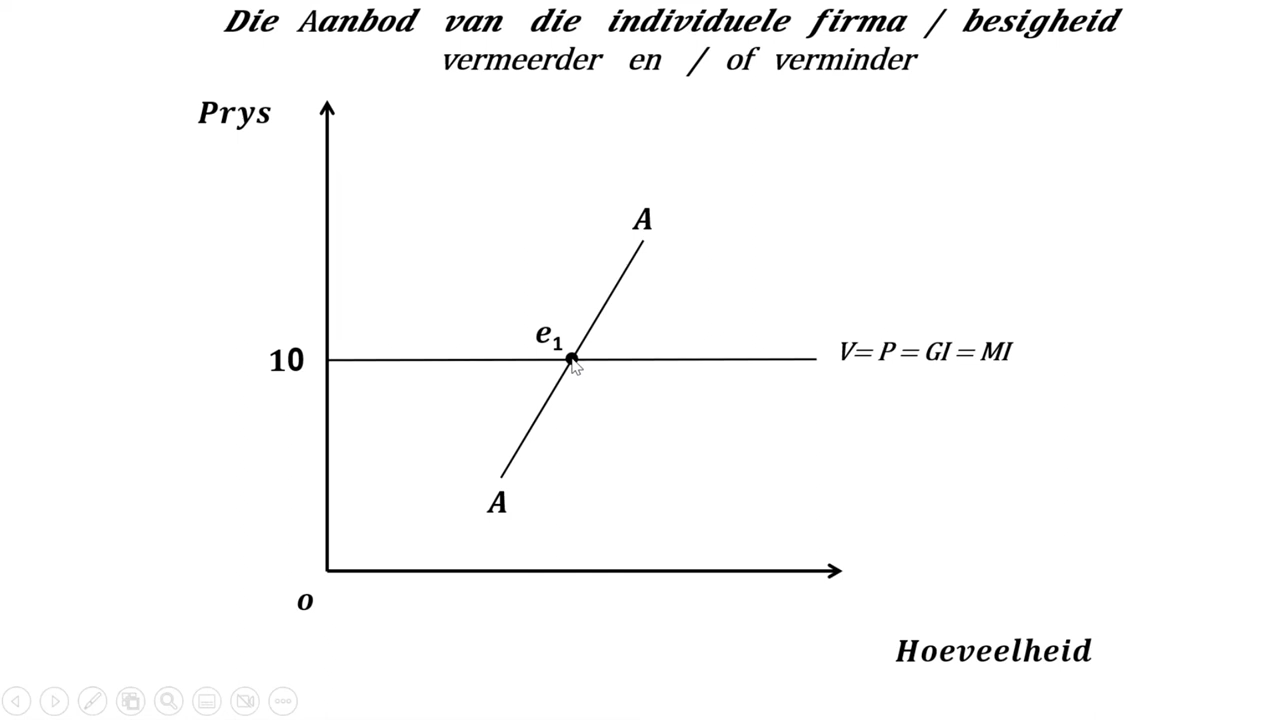 Die Aanbod van die individuele firma / besigheid
vermeerder en / of verminder
Prys
A
e₁
10
V= P = GI = MI
A
o
Hoeveelheid